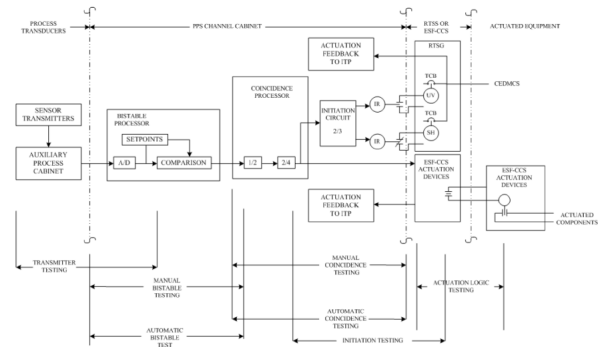 PROCESS
TRANSDUCERS
PPS CHANNEL CABINET
RTSS OR
ESF-CCS
ACTUATED EQUIPMENT
ACTUATION
FEEDBACK
TO ITP
RTSG
TCB
UV
CEDMCS
TCB
SH
COINCIDENCE
PROCESSOR
INITIATION
CIRCUIT
2/3
IR
IR
SENSOR
TRANSMITTERS
BISTABLE
PROCESSOR
SETPOINTS
AUXILIARY
PROCESS
CABINET
A/D
COMPARISON
1/2
2/4
ESF-CCS
ACTUATION
DEVICES
ESF-CCS
ACTUATION
DEVICES
ACTUATION
FEEDBACK
TO ITP
ACTUATED
COMPONENTS
TRANSMITTER
TESTING
MANUAL
BISTABLE
TESTING
MANUAL
COINCIDENCE
TESTING
ACTUATION LOGIC
TESTING
AUTOMATIC
BISTABLE
TEST
AUTOMATIC
COINCIDENCE
TESTING
INITIATION TESTING